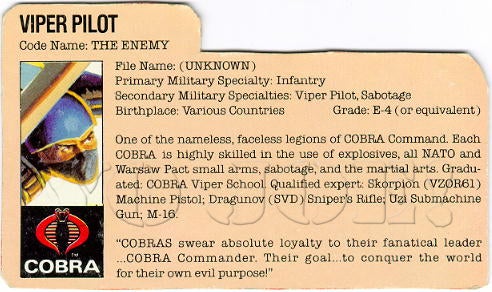 VIPER PILOT
Code Name: THE ENEMY
File Name: (UNKNOWN)
Primary Military Specialty: Infantry
Secondary Military Specialties: Viper Pilot, Sabotage
Birthplace: Various Countries Grade: E-4 (or equivalent)
One of the nameless, faceless legions of COBRA Command. Each
COBRA is highly skilled in the use of explosives, all NATO and
Warsaw Pact small arms, sabotage, and the martial arts. Gradu-
ated: COBRA Viper School. Qualified expert: Skorpion (VZOR61)
Machine Pistol; Dragunov (SVD) Sniper's Rifle; Uzi Submachine
Gun; M-16.
"COBRAS swear absolute loyalty to their fanatical leader
...COBRA Commander. Their goal...to conquer the world
for their own evil purpose!"
TM
COBRA